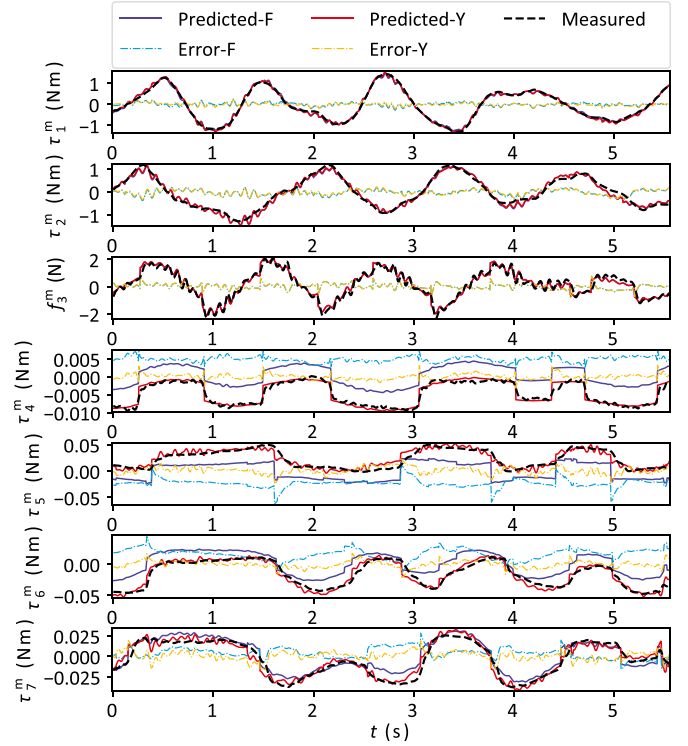 Predicted-F Predicted-Y Measured
Error-F Error-Y
τ₁ᵐ (Nm)
1
0
−1
0 1 2 3 4 5
τ₂ᵐ (Nm)
1
0
−1
0 1 2 3 4 5
f₃ᵐ (N)
2
0
−2
0 1 2 3 4 5
τ₄ᵐ (Nm)
0.005
0.000
−0.005
−0.010
0 1 2 3 4 5
τ₅ᵐ (Nm)
0.05
0.00
−0.05
0 1 2 3 4 5
τ₆ᵐ (Nm)
0.00
−0.05
0 1 2 3 4 5
τ₇ᵐ (Nm)
0.025
0.000
−0.025
0 1 2 3 4 5
t (s)